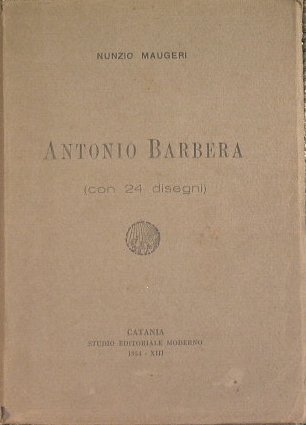 NUNZIO MAUGERI
ANTONIO BARBERA
(con 24 disegni)
CATANIA
STUDIO EDITORIALE MODERNO
1934 - XIII